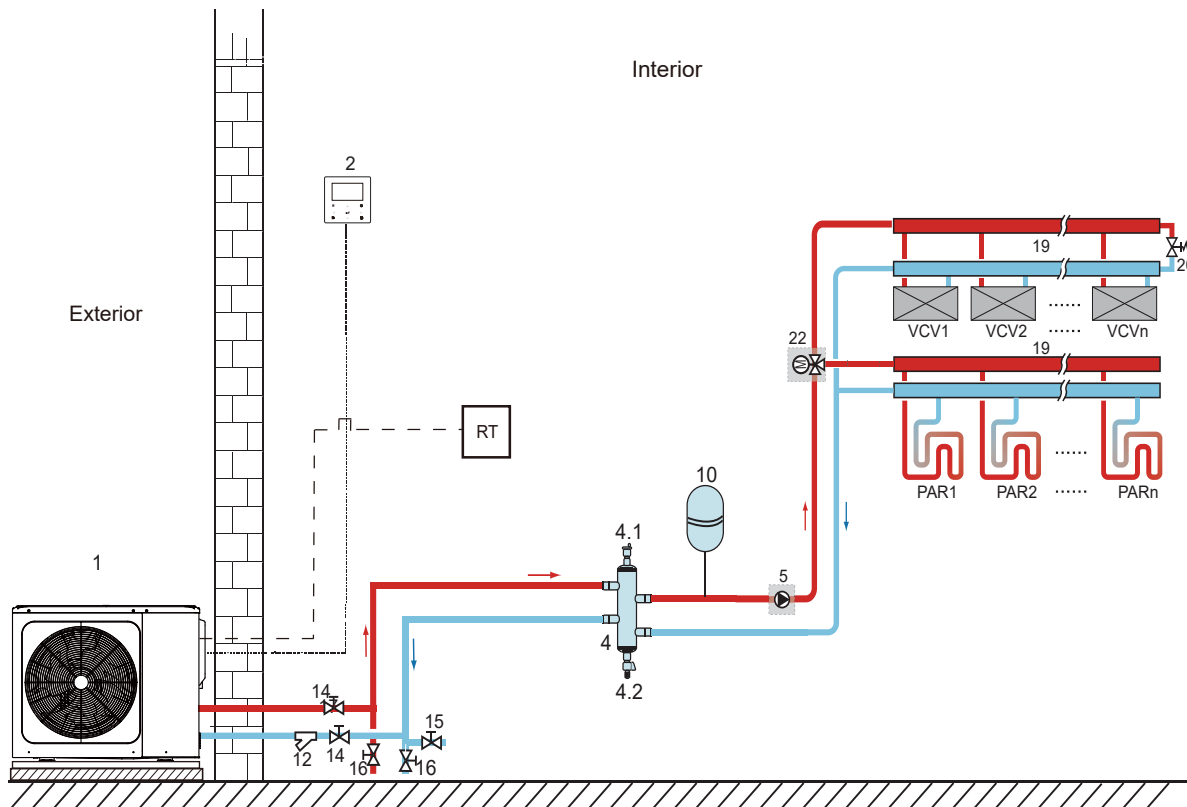 Interior
2
19
20
Exterior
VCV1
VCV2
......
......
VCVn
22
19
RT
10
......
PAR1
PAR2
......
PARn
4.1
1
5
4
14
4.2
15
12
14
16
16